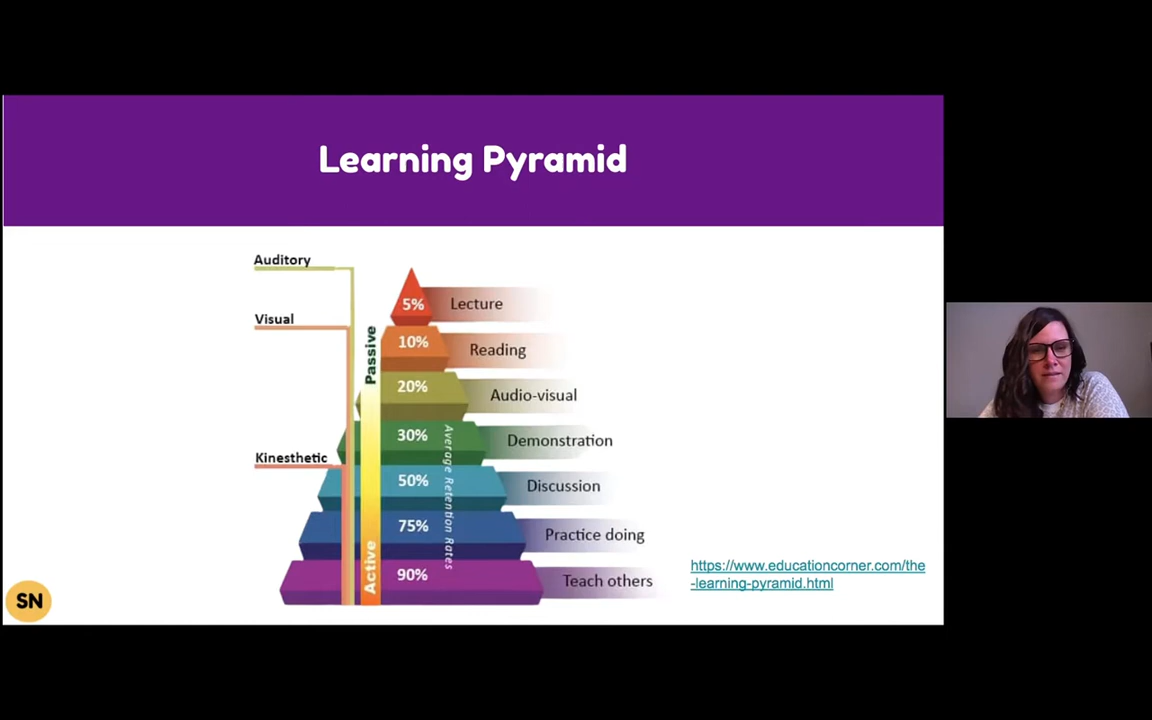 Learning Pyramid
Auditory
Visual
Kinesthetic
Passive
Active
5% Lecture
10% Reading
20% Audio-visual
30% Demonstration
50% Discussion
75% Practice doing
90% Teach others
Average Retention Rates
https://www.educationcorner.com/the
-learning-pyramid.html
SN